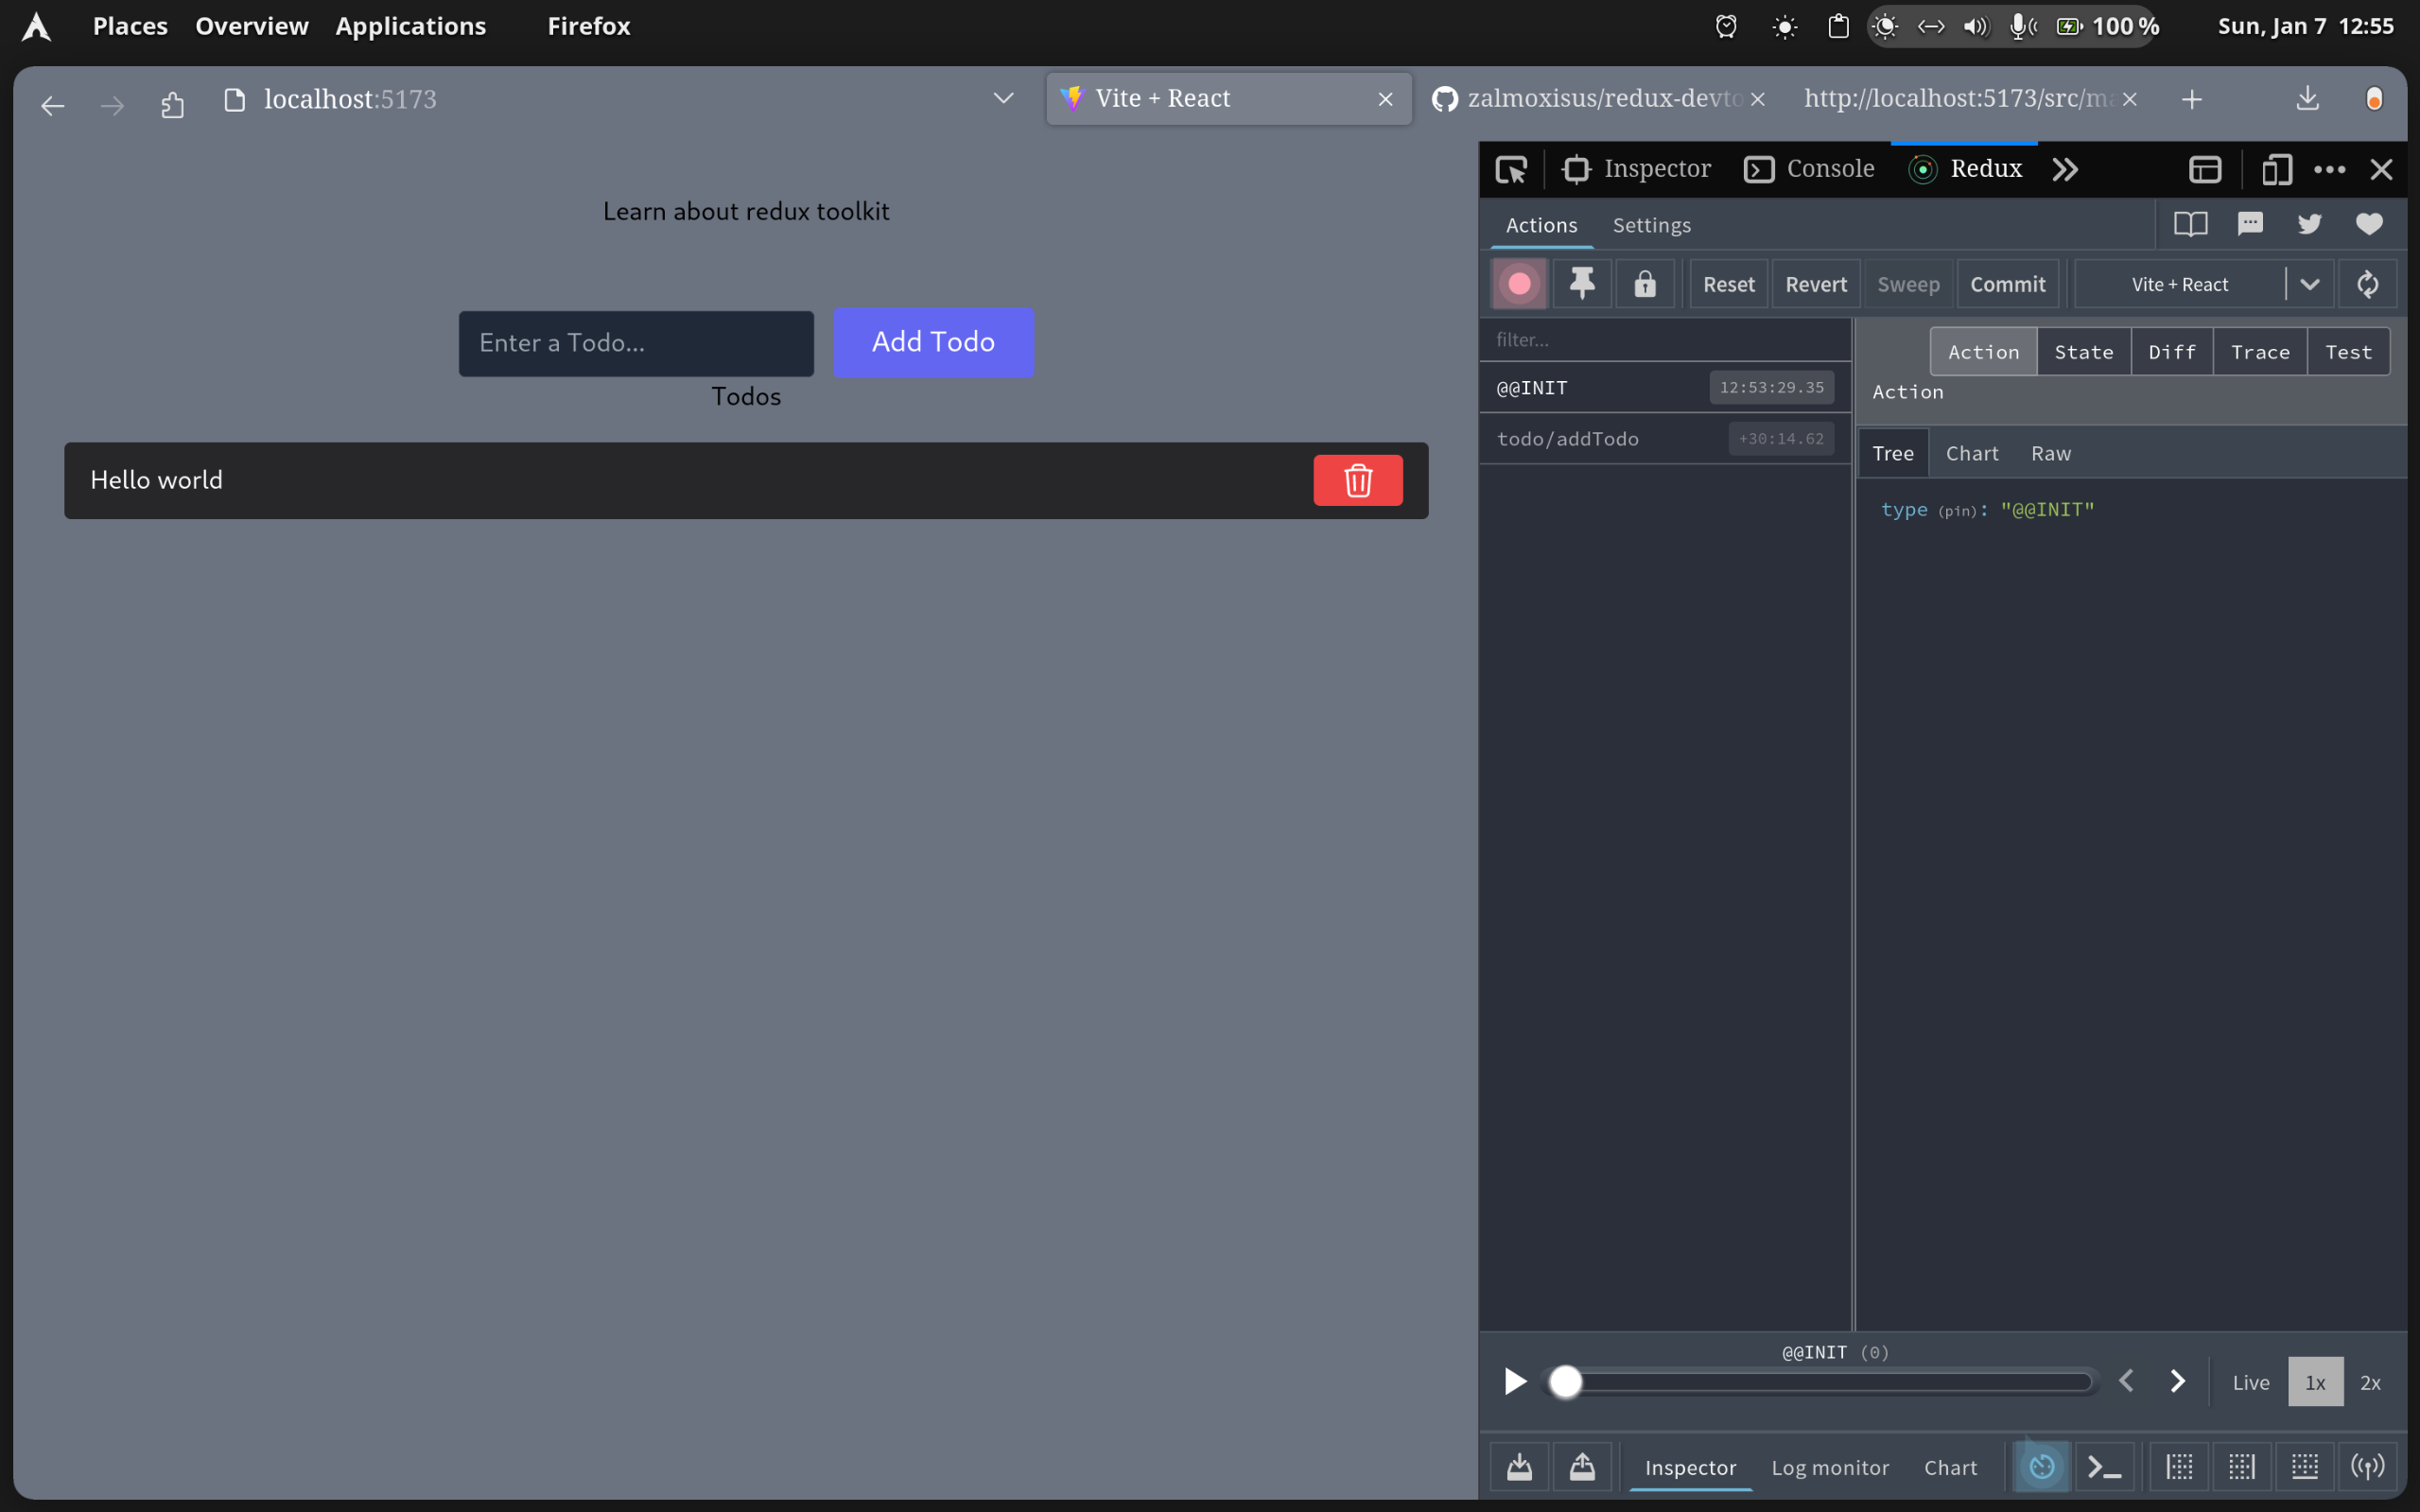 Places Overview Applications Firefox 100 % Sun, Jan 7 12:55
localhost:5173 Vite + React zalmoxisus/redux-devto http://localhost:5173/src/ma
Inspector Console Redux
Learn about redux toolkit
Actions Settings
Reset Revert Sweep Commit Vite + React
Enter a Todo... Add Todo
Todos
Hello world
filter...
@@INIT 12:53:29.35
todo/addTodo +30:14.62
Action State Diff Trace Test
Action
Tree Chart Raw
type (pin): "@@INIT"
@@INIT (0)
Live 1x 2x
Inspector Log monitor Chart